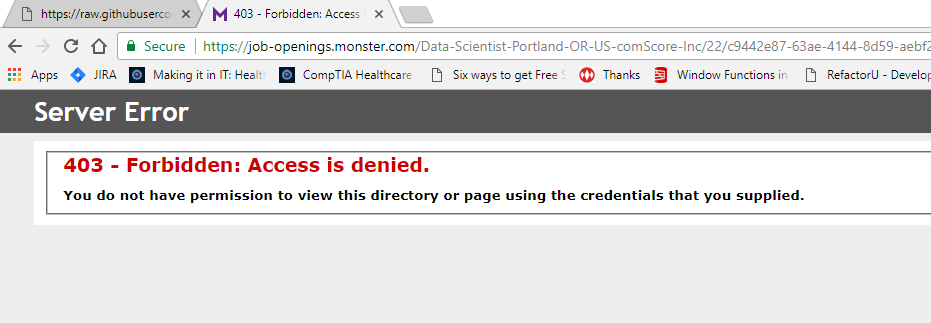 https://raw.githubuserco
403 - Forbidden: Access i
Secure https://job-openings.monster.com/Data-Scientist-Portland-OR-US-comScore-Inc/22/c9442e87-63ae-4144-8d59-aebf2
Apps JIRA Making it in IT: Healt CompTIA Healthcare Six ways to get Free S Thanks Window Functions in RefactorU - Develop
Server Error
403 - Forbidden: Access is denied.
You do not have permission to view this directory or page using the credentials that you supplied.